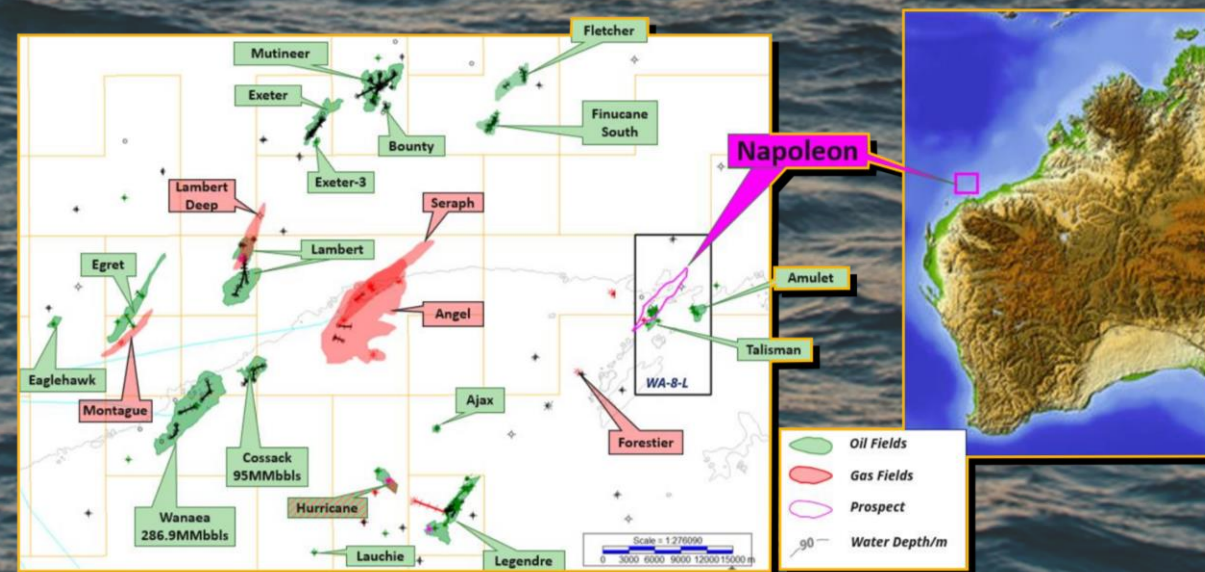 Fletcher
Mutineer
Exeter
Finucane
South
Bounty
Napoleon
Exeter-3
Lambert
Deep
Seraph
Lambert
Egret
Amulet
Angel
Talisman
Eaglehawk
WA-8-L
Montague
Ajax
Forestier
Cossack
95MMbbls
Hurricane
Wanaea
286.9MMbbls
Lauchie
Legendre
Scale = 1:276090
0 3000 6000 9000 12000 15000 m
Oil Fields
Gas Fields
Prospect
90
Water Depth/m